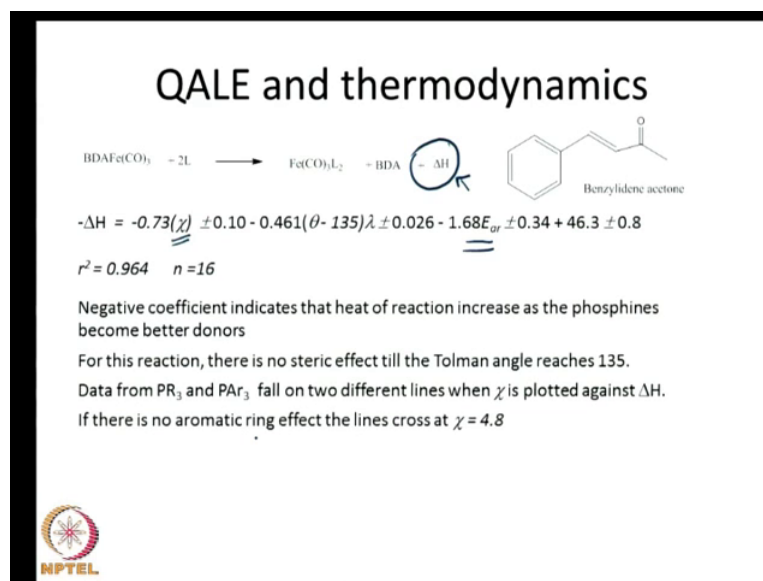 QALE and thermodynamics
BDAFe(CO)₃ + 2L ⟶ Fe(CO)₃L₂ + BDA - ΔH
O
Benzylidene acetone
-ΔH = -0.73(χ) ±0.10 - 0.461(θ- 135)λ ±0.026 - 1.68E_ar ±0.34 + 46.3 ±0.8
r² = 0.964 n =16
Negative coefficient indicates that heat of reaction increase as the phosphines
become better donors
For this reaction, there is no steric effect till the Tolman angle reaches 135.
Data from PR₃ and PAr₃ fall on two different lines when χ is plotted against ΔH.
If there is no aromatic ring effect the lines cross at χ = 4.8
NPTEL